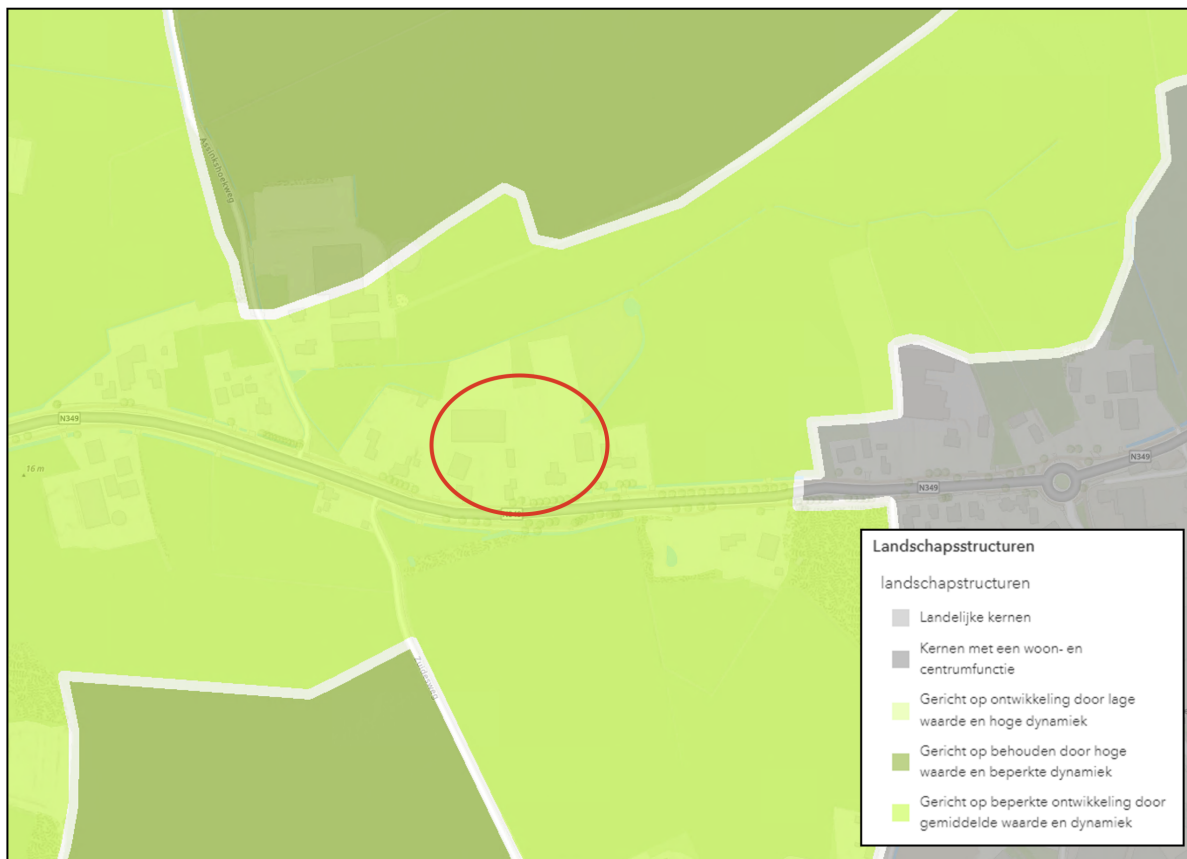 Assinkshoekweg
N349
16 m
N349
N349
Zuiderweg
Landschapsstructuren
landschapstructuren
Landelijke kernen
Kernen met een woon- en
centrumfunctie
Gericht op ontwikkeling door lage
waarde en hoge dynamiek
Gericht op behouden door hoge
waarde en beperkte dynamiek
Gericht op beperkte ontwikkeling door
gemiddelde waarde en dynamiek